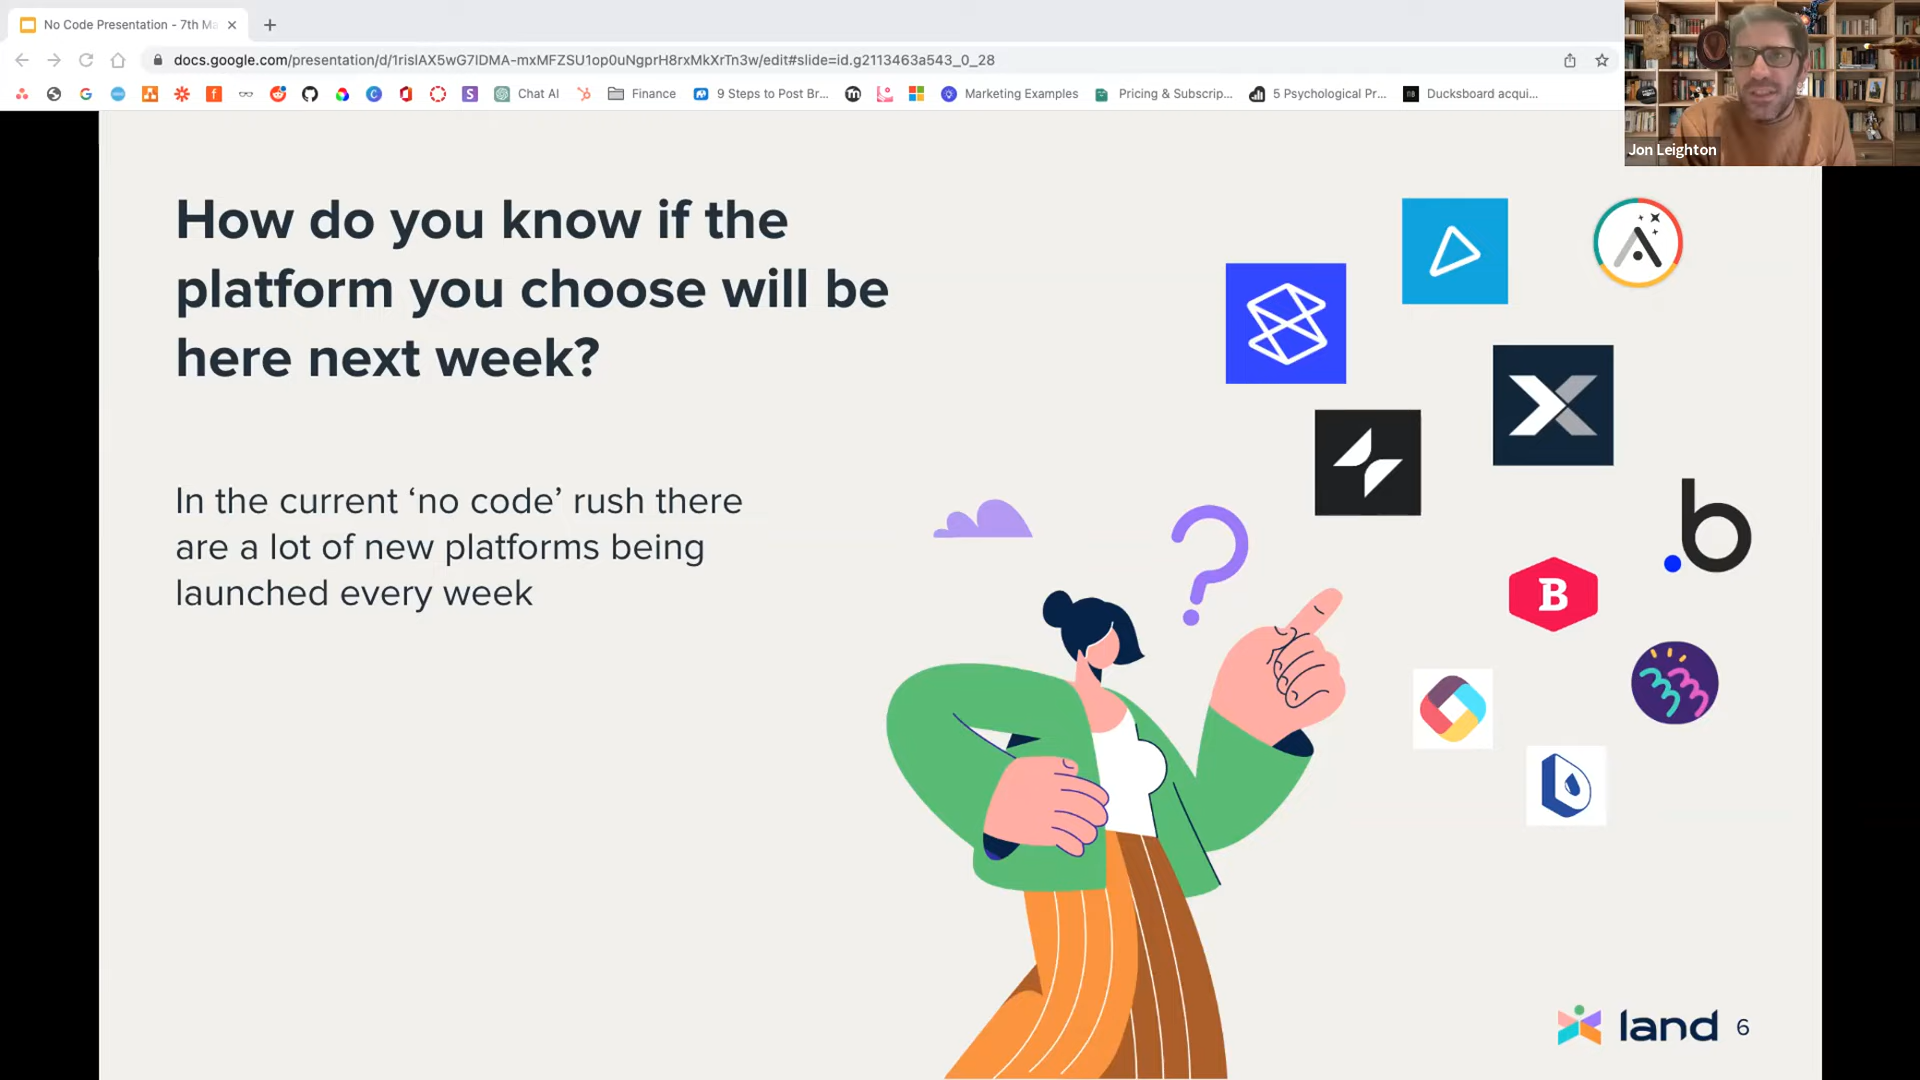 No Code Presentation - 7th Ma
docs.google.com/presentation/d/1rislAX5wG7lDMA-mxMFZSU1op0uNgprH8rxMkXrTn3w/edit#slide=id.g2113463a543_0_28
Chat AI
Finance
9 Steps to Post Br...
Marketing Examples
Pricing & Subscrip...
5 Psychological Pr...
Ducksboard acqui...
Jon Leighton
How do you know if the
platform you choose will be
here next week?
In the current ‘no code’ rush there
are a lot of new platforms being
launched every week
b
B
land 6